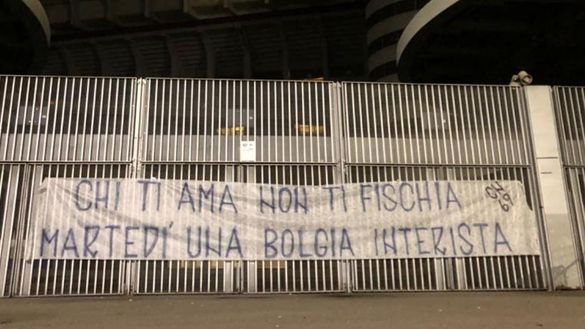 CHI TI AMA NON TI FISCHIA
MARTEDÍ UNA BOLGIA INTERISTA